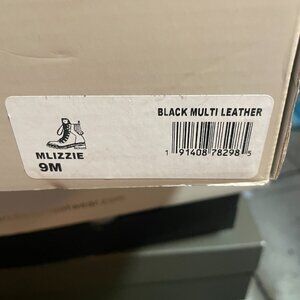 BLACK MULTI LEATHER
MLIZZIE
9M
1 91408 78298 5